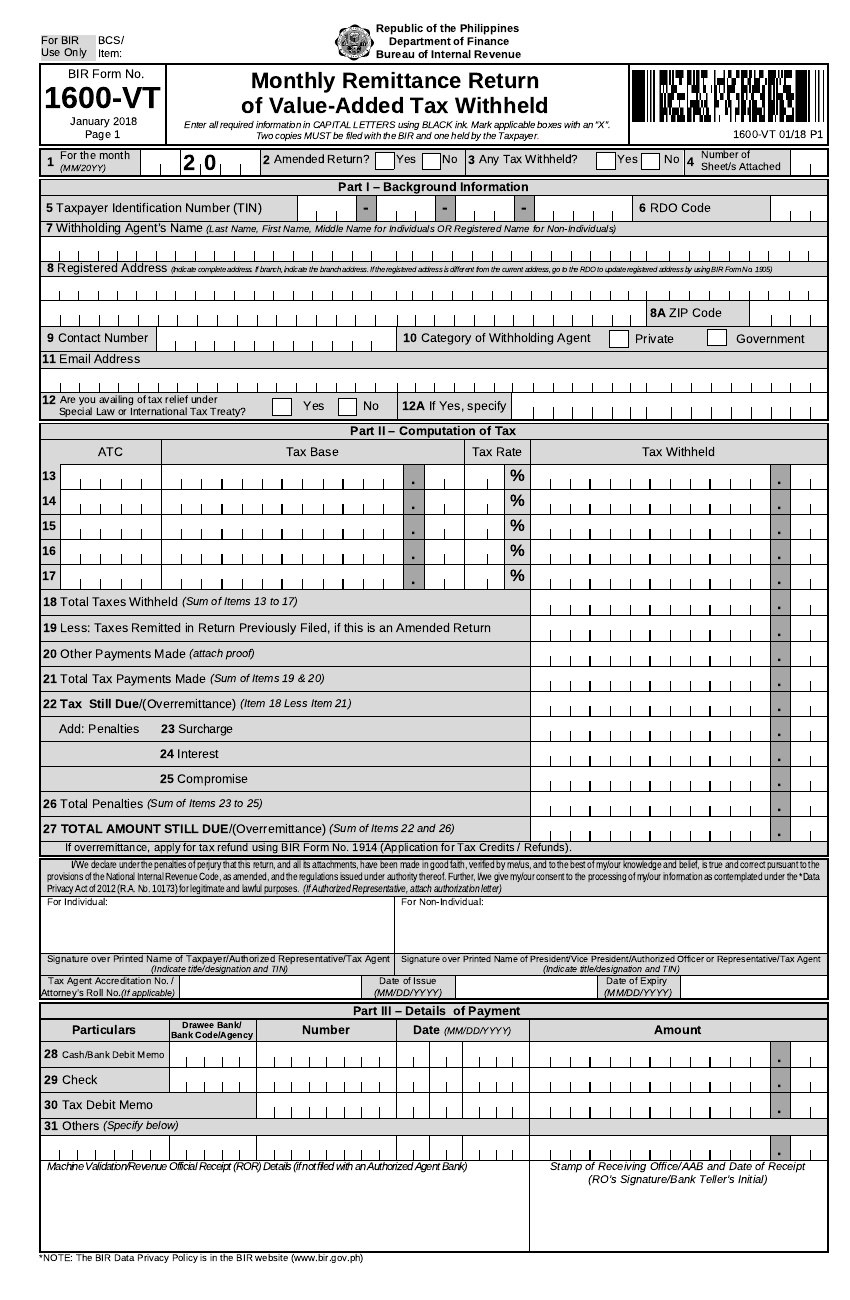 For BIR
Use Only
BCS/
Item:
Republic of the Philippines
Department of Finance
Bureau of Internal Revenue
BIR Form No.
1600-VT
January 2018
Page 1
Monthly Remittance Return
of Value-Added Tax Withheld
Enter all required information in CAPITAL LETTERS using BLACK ink. Mark applicable boxes with an "X".
Two copies MUST be filed with the BIR and one held by the Taxpayer.
1600-VT 01/18 P1
1 For the month
(MM/20YY)
2 0
2 Amended Return? Yes No
3 Any Tax Withheld? Yes No
4 Number of
Sheet/s Attached
Part I – Background Information
5 Taxpayer Identification Number (TIN) - - - 6 RDO Code
7 Withholding Agent's Name (Last Name, First Name, Middle Name for Individuals OR Registered Name for Non-Individuals)
8 Registered Address (Indicate complete address. If branch, indicate the branch address. If the registered address is different from the current address, go to the RDO to update registered address by using BIR Form No. 1905)
8A ZIP Code
9 Contact Number 10 Category of Withholding Agent Private Government
11 Email Address
12 Are you availing of tax relief under
Special Law or International Tax Treaty?
Yes No 12A If Yes, specify
Part II – Computation of Tax
ATC Tax Base Tax Rate Tax Withheld
13 . % .
14 . % .
15 . % .
16 . % .
17 . % .
18 Total Taxes Withheld (Sum of Items 13 to 17) .
19 Less: Taxes Remitted in Return Previously Filed, if this is an Amended Return .
20 Other Payments Made (attach proof) .
21 Total Tax Payments Made (Sum of Items 19 & 20) .
22 Tax Still Due/(Overremittance) (Item 18 Less Item 21) .
Add: Penalties 23 Surcharge .
24 Interest .
25 Compromise .
26 Total Penalties (Sum of Items 23 to 25) .
27 TOTAL AMOUNT STILL DUE/(Overremittance) (Sum of Items 22 and 26) .
If overremittance, apply for tax refund using BIR Form No. 1914 (Application for Tax Credits / Refunds).
I/We declare under the penalties of perjury that this return, and all its attachments, have been made in good faith, verified by me/us, and to the best of my/our knowledge and belief, is true and correct pursuant to the
provisions of the National Internal Revenue Code, as amended, and the regulations issued under authority thereof. Further, I/we give my/our consent to the processing of my/our information as contemplated under the *Data
Privacy Act of 2012 (R.A. No. 10173) for legitimate and lawful purposes. (If Authorized Representative, attach authorization letter)
For Individual:
For Non-Individual:
Signature over Printed Name of Taxpayer/Authorized Representative/Tax Agent
(Indicate title/designation and TIN)
Signature over Printed Name of President/Vice President/Authorized Officer or Representative/Tax Agent
(Indicate title/designation and TIN)
Tax Agent Accreditation No. /
Attorney's Roll No.(If applicable)
Date of Issue
(MM/DD/YYYY)
Date of Expiry
(MM/DD/YYYY)
Part III – Details of Payment
Particulars
Drawee Bank/
Bank Code/Agency
Number
Date (MM/DD/YYYY)
Amount
28 Cash/Bank Debit Memo .
29 Check .
30 Tax Debit Memo .
31 Others (Specify below)
.
Machine Validation/Revenue Official Receipt (ROR) Details (if not filed with an Authorized Agent Bank)
Stamp of Receiving Office/AAB and Date of Receipt
(RO's Signature/Bank Teller's Initial)
*NOTE: The BIR Data Privacy Policy is in the BIR website (www.bir.gov.ph)